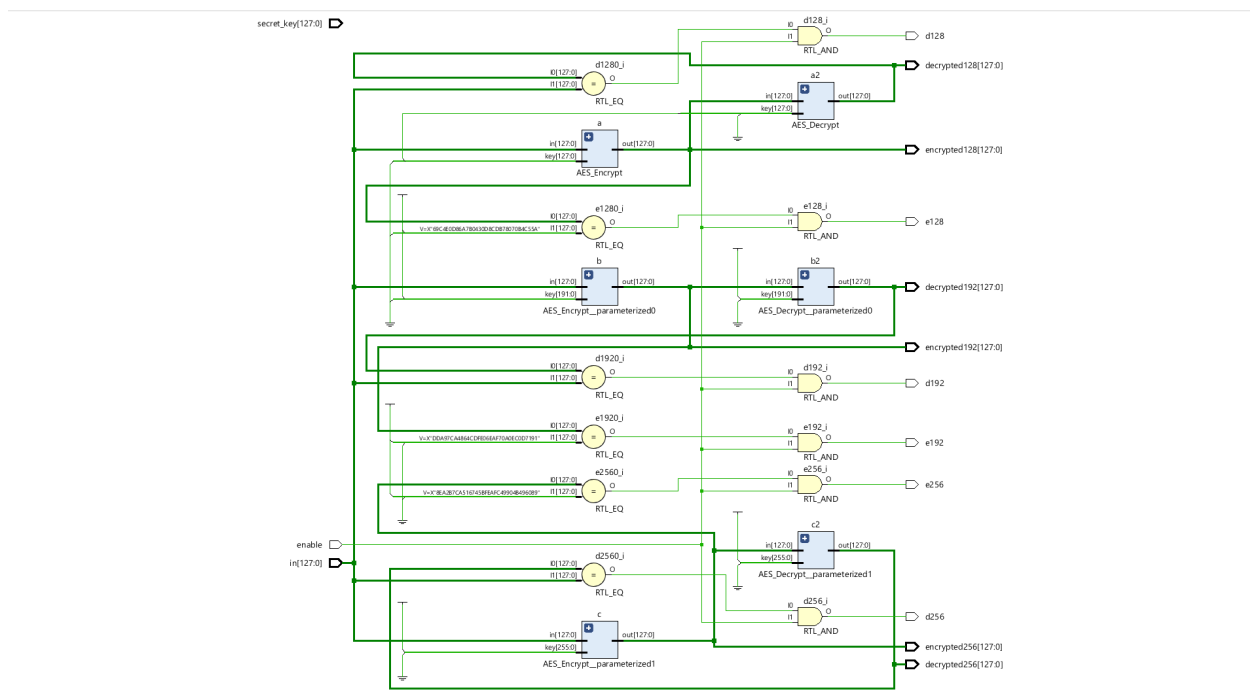 secret_key[127:0]
d128_i
I0
I1
O
RTL_AND
d128
decrypted128[127:0]
d1280_i
I0[127:0]
I1[127:0]
O
RTL_EQ
a2
in[127:0]
key[127:0]
out[127:0]
AES_Decrypt
a
in[127:0]
key[127:0]
out[127:0]
AES_Encrypt
encrypted128[127:0]
e1280_i
I0[127:0]
V=X"69C4E0D86A7B0430D8CDB78070B4C55A"
I1[127:0]
O
RTL_EQ
e128_i
I0
I1
O
RTL_AND
e128
b
in[127:0]
key[191:0]
out[127:0]
AES_Encrypt__parameterized0
b2
in[127:0]
key[191:0]
out[127:0]
AES_Decrypt__parameterized0
decrypted192[127:0]
encrypted192[127:0]
d1920_i
I0[127:0]
I1[127:0]
O
RTL_EQ
d192_i
I0
I1
O
RTL_AND
d192
e1920_i
I0[127:0]
V=X"DDA97CA4864CDFE06EAF70A0EC0D7191"
I1[127:0]
O
RTL_EQ
e192_i
I0
I1
O
RTL_AND
e192
e2560_i
I0[127:0]
V=X"8EA2B7CA516745BFEAFC49904B496089"
I1[127:0]
O
RTL_EQ
e256_i
I0
I1
O
RTL_AND
e256
enable
in[127:0]
c2
in[127:0]
key[255:0]
out[127:0]
AES_Decrypt__parameterized1
d2560_i
I0[127:0]
I1[127:0]
O
RTL_EQ
d256_i
I0
I1
O
RTL_AND
d256
c
in[127:0]
key[255:0]
out[127:0]
AES_Encrypt__parameterized1
encrypted256[127:0]
decrypted256[127:0]